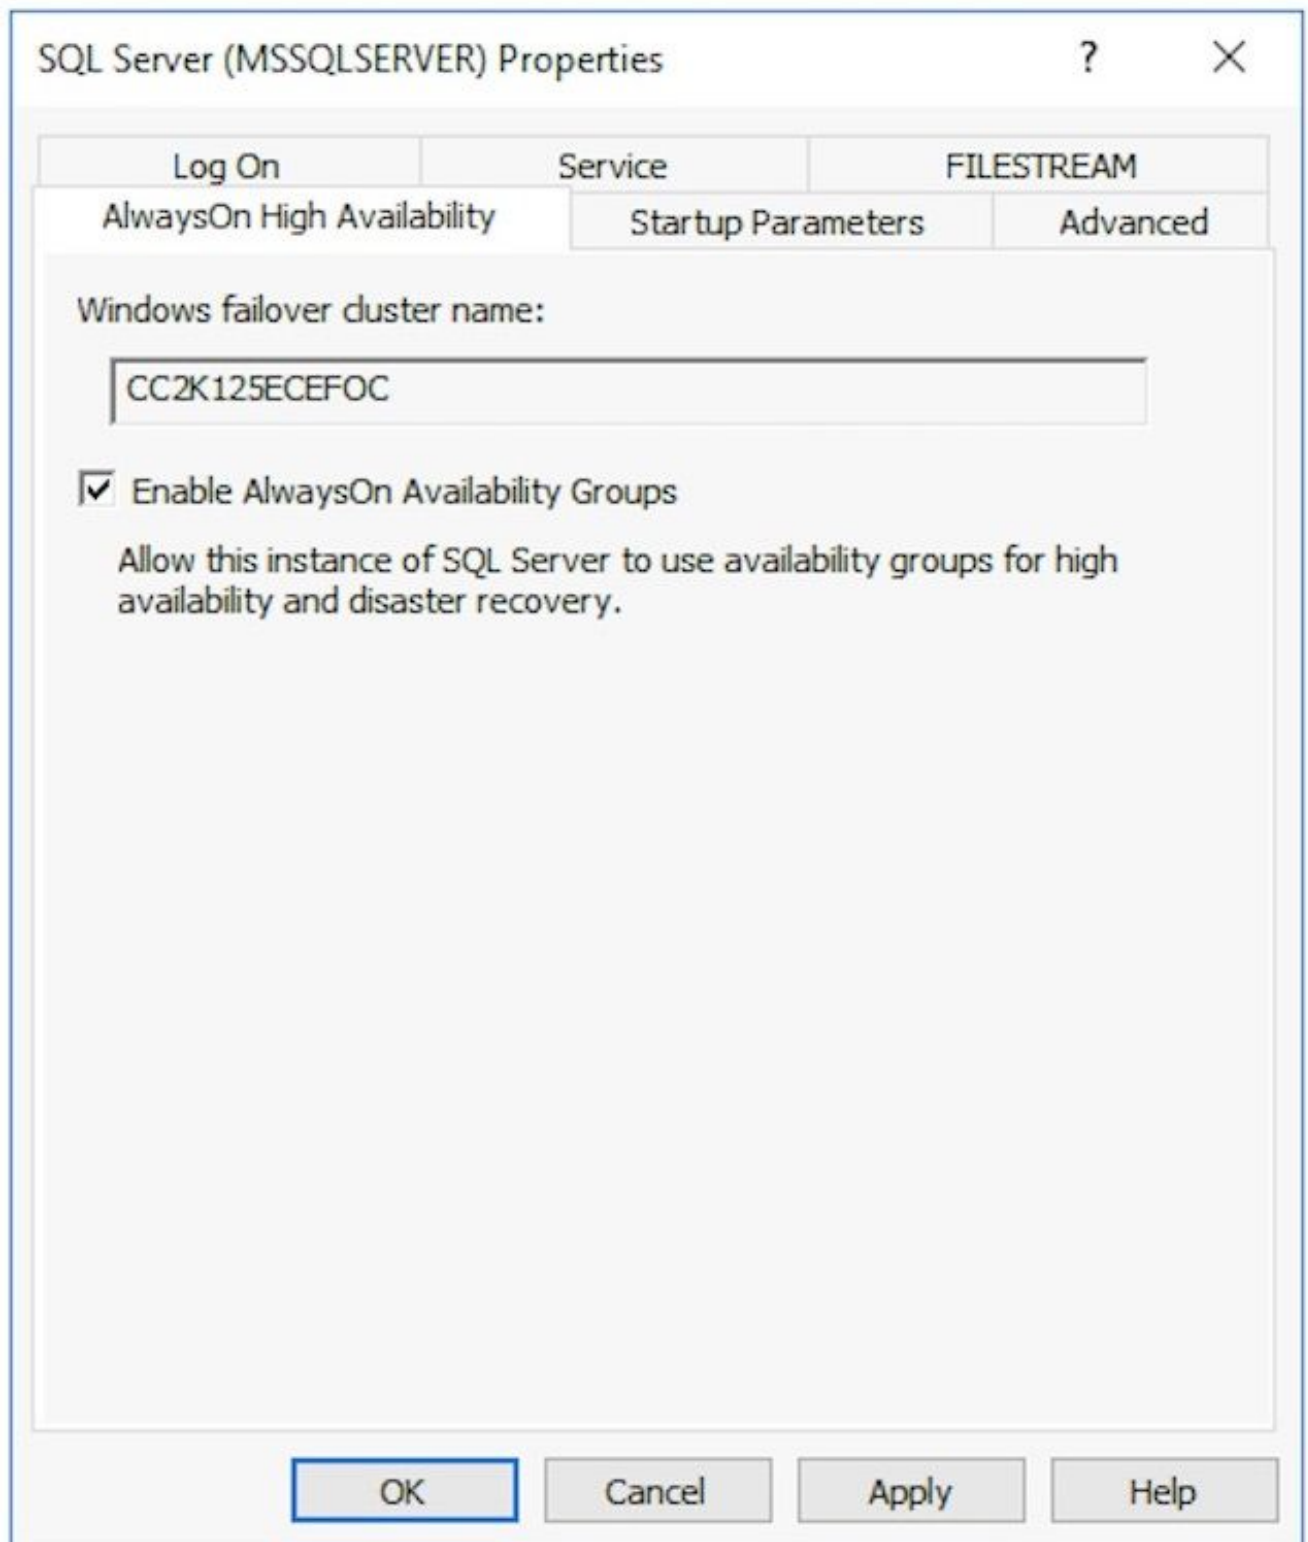 SQL Server (MSSQLSERVER) Properties
?
Log On
Service
FILESTREAM
AlwaysOn High Availability
Startup Parameters
Advanced
Windows failover cluster name:
CC2K125ECEFOC
Enable AlwaysOn Availability Groups
Allow this instance of SQL Server to use availability groups for high
availability and disaster recovery.
OK
Cancel
Apply
Help